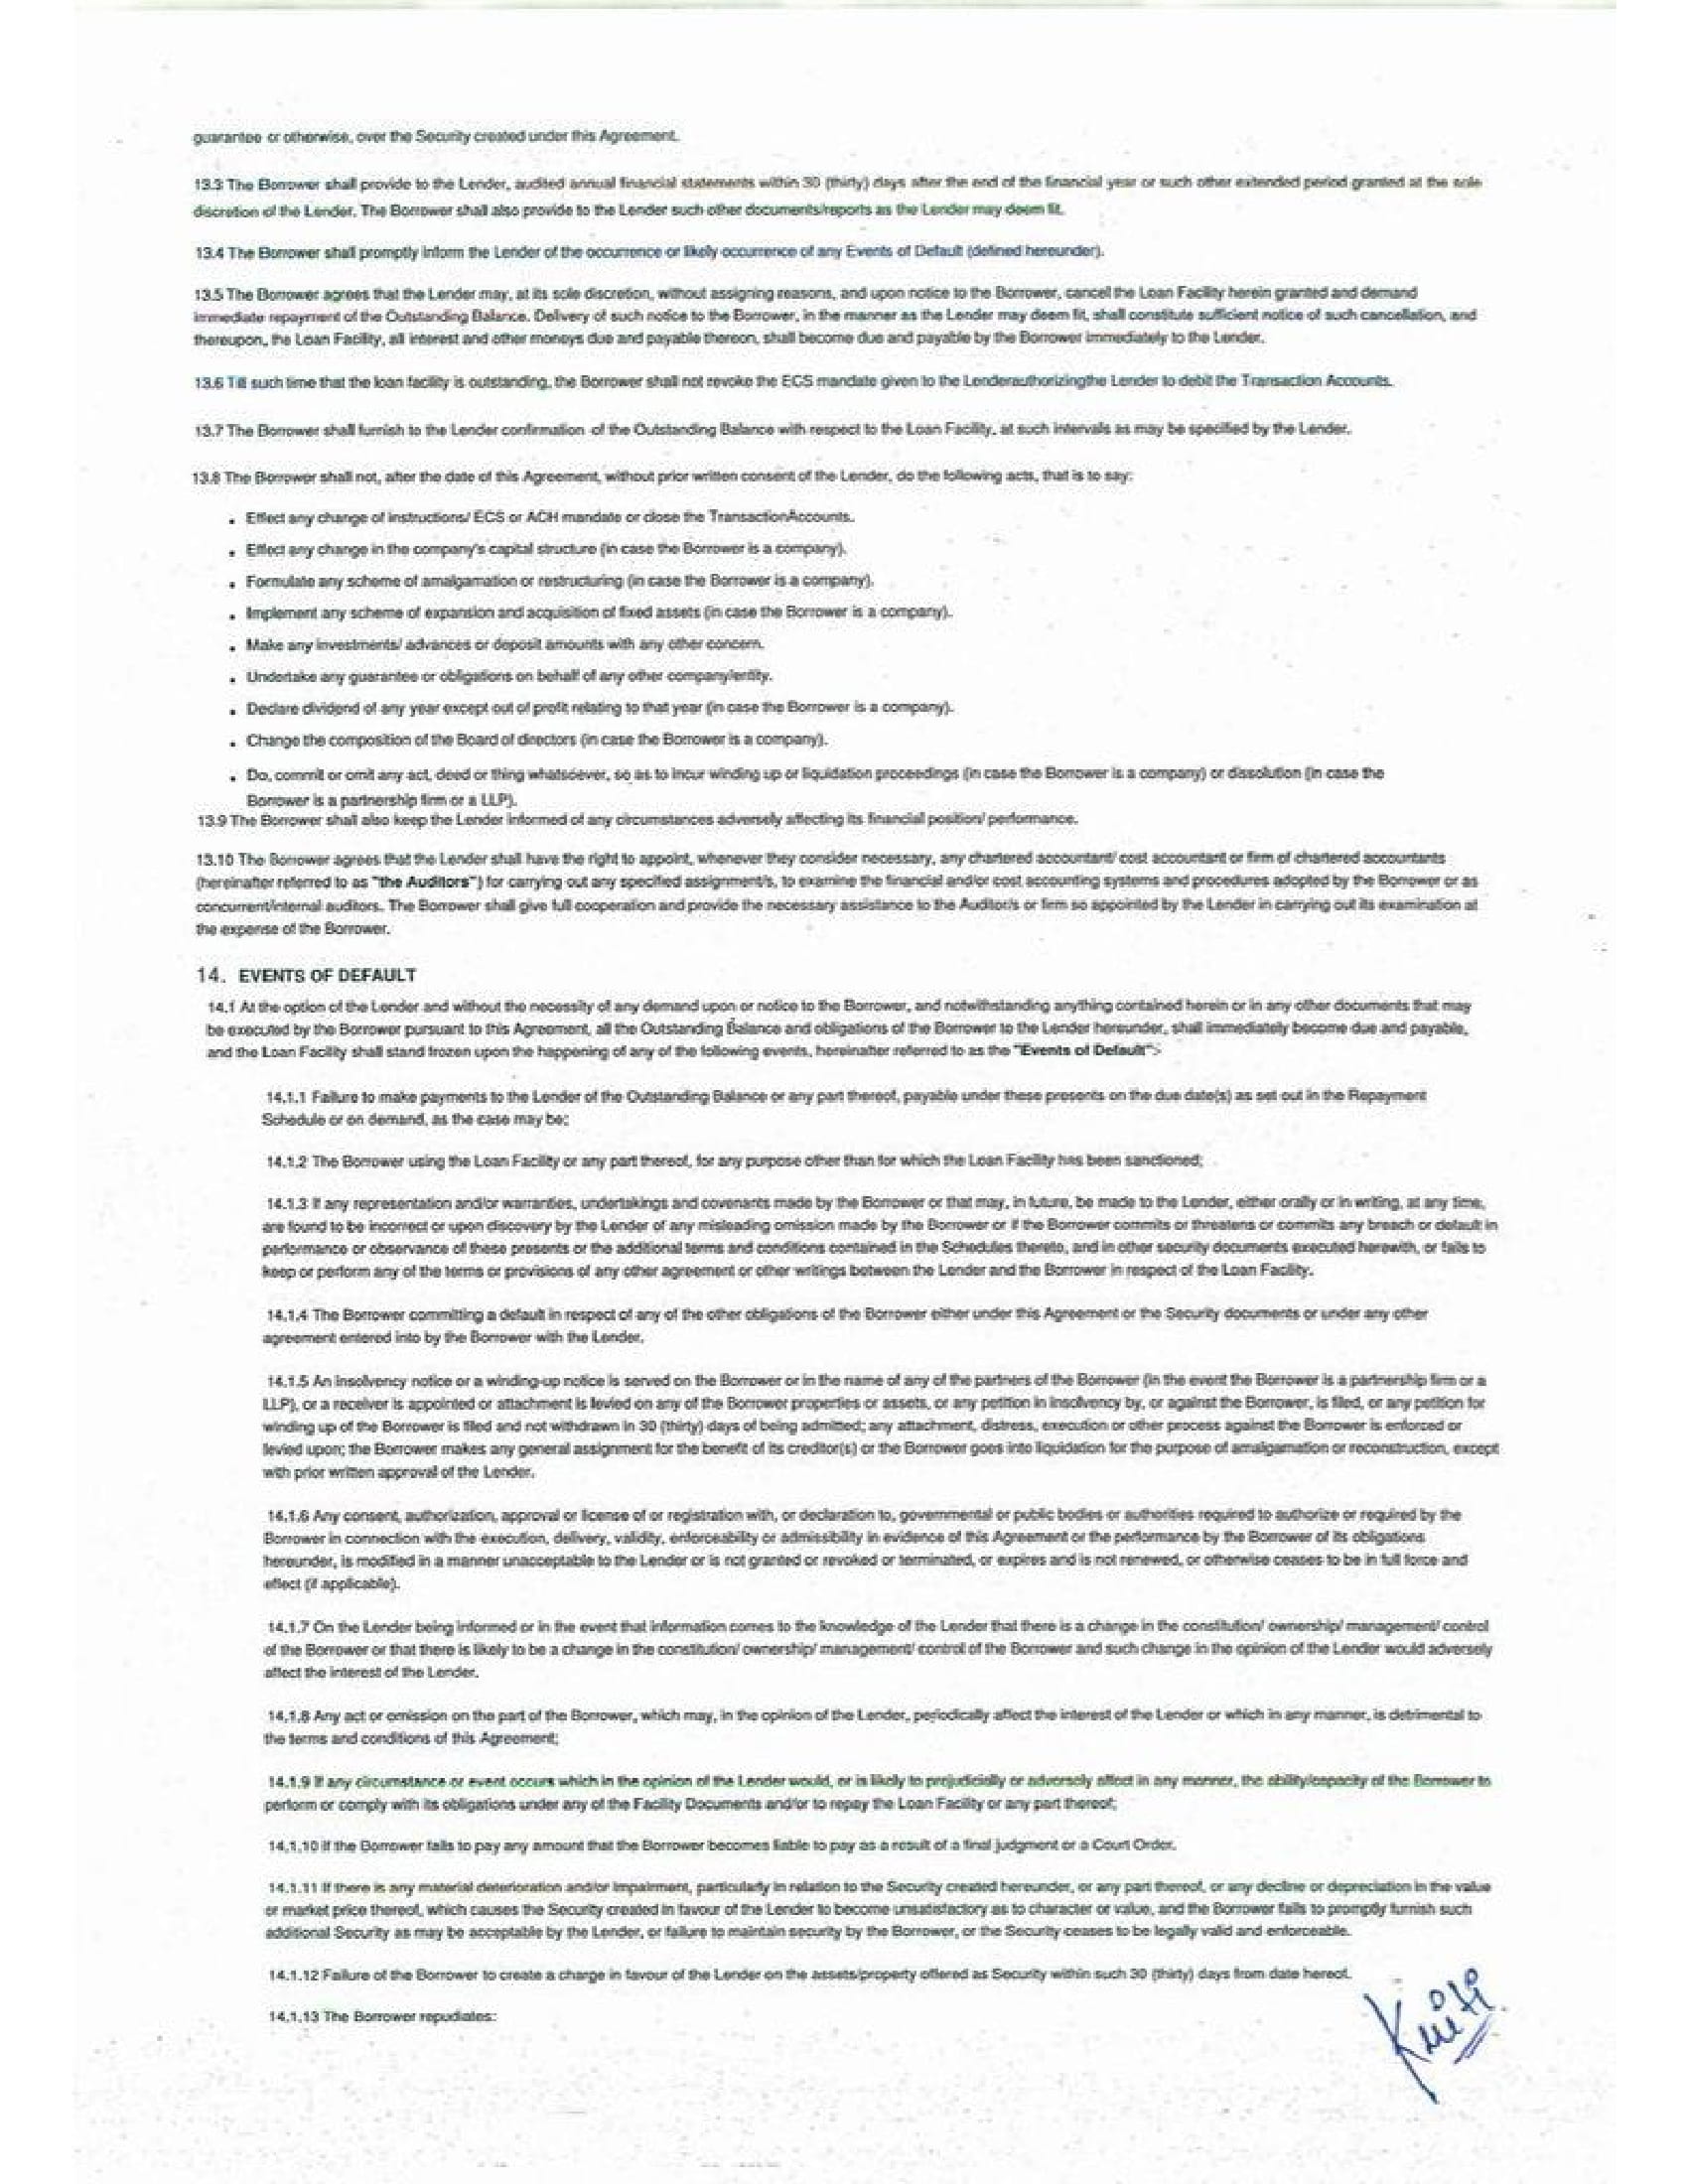 guarantee or otherwise, over the Security created under this Agreement.
13.3 The Borrower shall provide to the Lender, audited annual financial statements within 30 (thirty) days after the end of the financial year or such other extended period granted at the sole
discretion of the Lender. The Borrower shall also provide to the Lender such other documents/reports as the Lender may deem fit.
13.4 The Borrower shall promptly inform the Lender of the occurrence or likely occurrence of any Events of Default (defined hereunder).
13.5 The Borrower agrees that the Lender may, at its sole discretion, without assigning reasons, and upon notice to the Borrower, cancel the Loan Facility herein granted and demand
immediate repayment of the Outstanding Balance. Delivery of such notice to the Borrower, in the manner as the Lender may deem fit, shall constitute sufficient notice of such cancellation, and
thereupon, the Loan Facility, all interest and other moneys due and payable thereon, shall become due and payable by the Borrower immediately to the Lender.
13.6 Till such time that the loan facility is outstanding, the Borrower shall not revoke the ECS mandate given to the Lenderauthorizingthe Lender to debit the Transaction Accounts.
13.7 The Borrower shall furnish to the Lender confirmation of the Outstanding Balance with respect to the Loan Facility, at such intervals as may be specified by the Lender.
13.8 The Borrower shall not, after the date of this Agreement, without prior written consent of the Lender, do the following acts, that is to say:
• Effect any change of instructions/ ECS or ACH mandate or close the TransactionAccounts.
• Effect any change in the company's capital structure (in case the Borrower is a company).
• Formulate any scheme of amalgamation or restructuring (in case the Borrower is a company).
• Implement any scheme of expansion and acquisition of fixed assets (in case the Borrower is a company).
• Make any investments/ advances or deposit amounts with any other concern.
• Undertake any guarantee or obligations on behalf of any other company/entity.
• Declare dividend of any year except out of profit relating to that year (in case the Borrower is a company).
• Change the composition of the Board of directors (in case the Borrower is a company).
• Do, commit or omit any act, deed or thing whatsoever, so as to incur winding up or liquidation proceedings (in case the Borrower is a company) or dissolution (in case the
Borrower is a partnership firm or a LLP).
13.9 The Borrower shall also keep the Lender informed of any circumstances adversely affecting its financial position/ performance.
13.10 The Borrower agrees that the Lender shall have the right to appoint, whenever they consider necessary, any chartered accountant/ cost accountant or firm of chartered accountants
(hereinafter referred to as "the Auditors") for carrying out any specified assignment/s, to examine the financial and/or cost accounting systems and procedures adopted by the Borrower or as
concurrent/internal auditors. The Borrower shall give full cooperation and provide the necessary assistance to the Auditor/s or firm so appointed by the Lender in carrying out its examination at
the expense of the Borrower.
14. EVENTS OF DEFAULT
14.1 At the option of the Lender and without the necessity of any demand upon or notice to the Borrower, and notwithstanding anything contained herein or in any other documents that may
be executed by the Borrower pursuant to this Agreement, all the Outstanding Balance and obligations of the Borrower to the Lender hereunder, shall immediately become due and payable,
and the Loan Facility shall stand frozen upon the happening of any of the following events, hereinafter referred to as the "Events of Default":-
14.1.1 Failure to make payments to the Lender of the Outstanding Balance or any part thereof, payable under these presents on the due date(s) as set out in the Repayment
Schedule or on demand, as the case may be;
14.1.2 The Borrower using the Loan Facility or any part thereof, for any purpose other than for which the Loan Facility has been sanctioned;
14.1.3 If any representation and/or warranties, undertakings and covenants made by the Borrower or that may, in future, be made to the Lender, either orally or in writing, at any time,
are found to be incorrect or upon discovery by the Lender of any misleading omission made by the Borrower or if the Borrower commits or threatens or commits any breach or default in
performance or observance of these presents or the additional terms and conditions contained in the Schedules thereto, and in other security documents executed herewith, or fails to
keep or perform any of the terms or provisions of any other agreement or other writings between the Lender and the Borrower in respect of the Loan Facility.
14.1.4 The Borrower committing a default in respect of any of the other obligations of the Borrower either under this Agreement or the Security documents or under any other
agreement entered into by the Borrower with the Lender.
14.1.5 An insolvency notice or a winding-up notice is served on the Borrower or in the name of any of the partners of the Borrower (in the event the Borrower is a partnership firm or a
LLP), or a receiver is appointed or attachment is levied on any of the Borrower properties or assets, or any petition in insolvency by, or against the Borrower, is filed, or any petition for
winding up of the Borrower is filed and not withdrawn in 30 (thirty) days of being admitted; any attachment, distress, execution or other process against the Borrower is enforced or
levied upon; the Borrower makes any general assignment for the benefit of its creditor(s) or the Borrower goes into liquidation for the purpose of amalgamation or reconstruction, except
with prior written approval of the Lender.
14.1.6 Any consent, authorization, approval or license of or registration with, or declaration to, governmental or public bodies or authorities required to authorize or required by the
Borrower in connection with the execution, delivery, validity, enforceability or admissibility in evidence of this Agreement or the performance by the Borrower of its obligations
hereunder, is modified in a manner unacceptable to the Lender or is not granted or revoked or terminated, or expires and is not renewed, or otherwise ceases to be in full force and
effect (if applicable).
14.1.7 On the Lender being informed or in the event that information comes to the knowledge of the Lender that there is a change in the constitution/ ownership/ management/ control
of the Borrower or that there is likely to be a change in the constitution/ ownership/ management/ control of the Borrower and such change in the opinion of the Lender would adversely
affect the interest of the Lender.
14.1.8 Any act or omission on the part of the Borrower, which may, in the opinion of the Lender, periodically affect the interest of the Lender or which in any manner, is detrimental to
the terms and conditions of this Agreement;
14.1.9 If any circumstance or event occurs which in the opinion of the Lender would, or is likely to prejudicially or adversely affect in any manner, the ability/capacity of the Borrower to
perform or comply with its obligations under any of the Facility Documents and/or to repay the Loan Facility or any part thereof;
14.1.10 If the Borrower fails to pay any amount that the Borrower becomes liable to pay as a result of a final judgment or a Court Order.
14.1.11 If there is any material deterioration and/or impairment, particularly in relation to the Security created hereunder, or any part thereof, or any decline or depreciation in the value
or market price thereof, which causes the Security created in favour of the Lender to become unsatisfactory as to character or value, and the Borrower fails to promptly furnish such
additional Security as may be acceptable by the Lender, or failure to maintain security by the Borrower, or the Security ceases to be legally valid and enforceable.
14.1.12 Failure of the Borrower to create a charge in favour of the Lender on the assets/property offered as Security within such 30 (thirty) days from date hereof.
14.1.13 The Borrower repudiates: